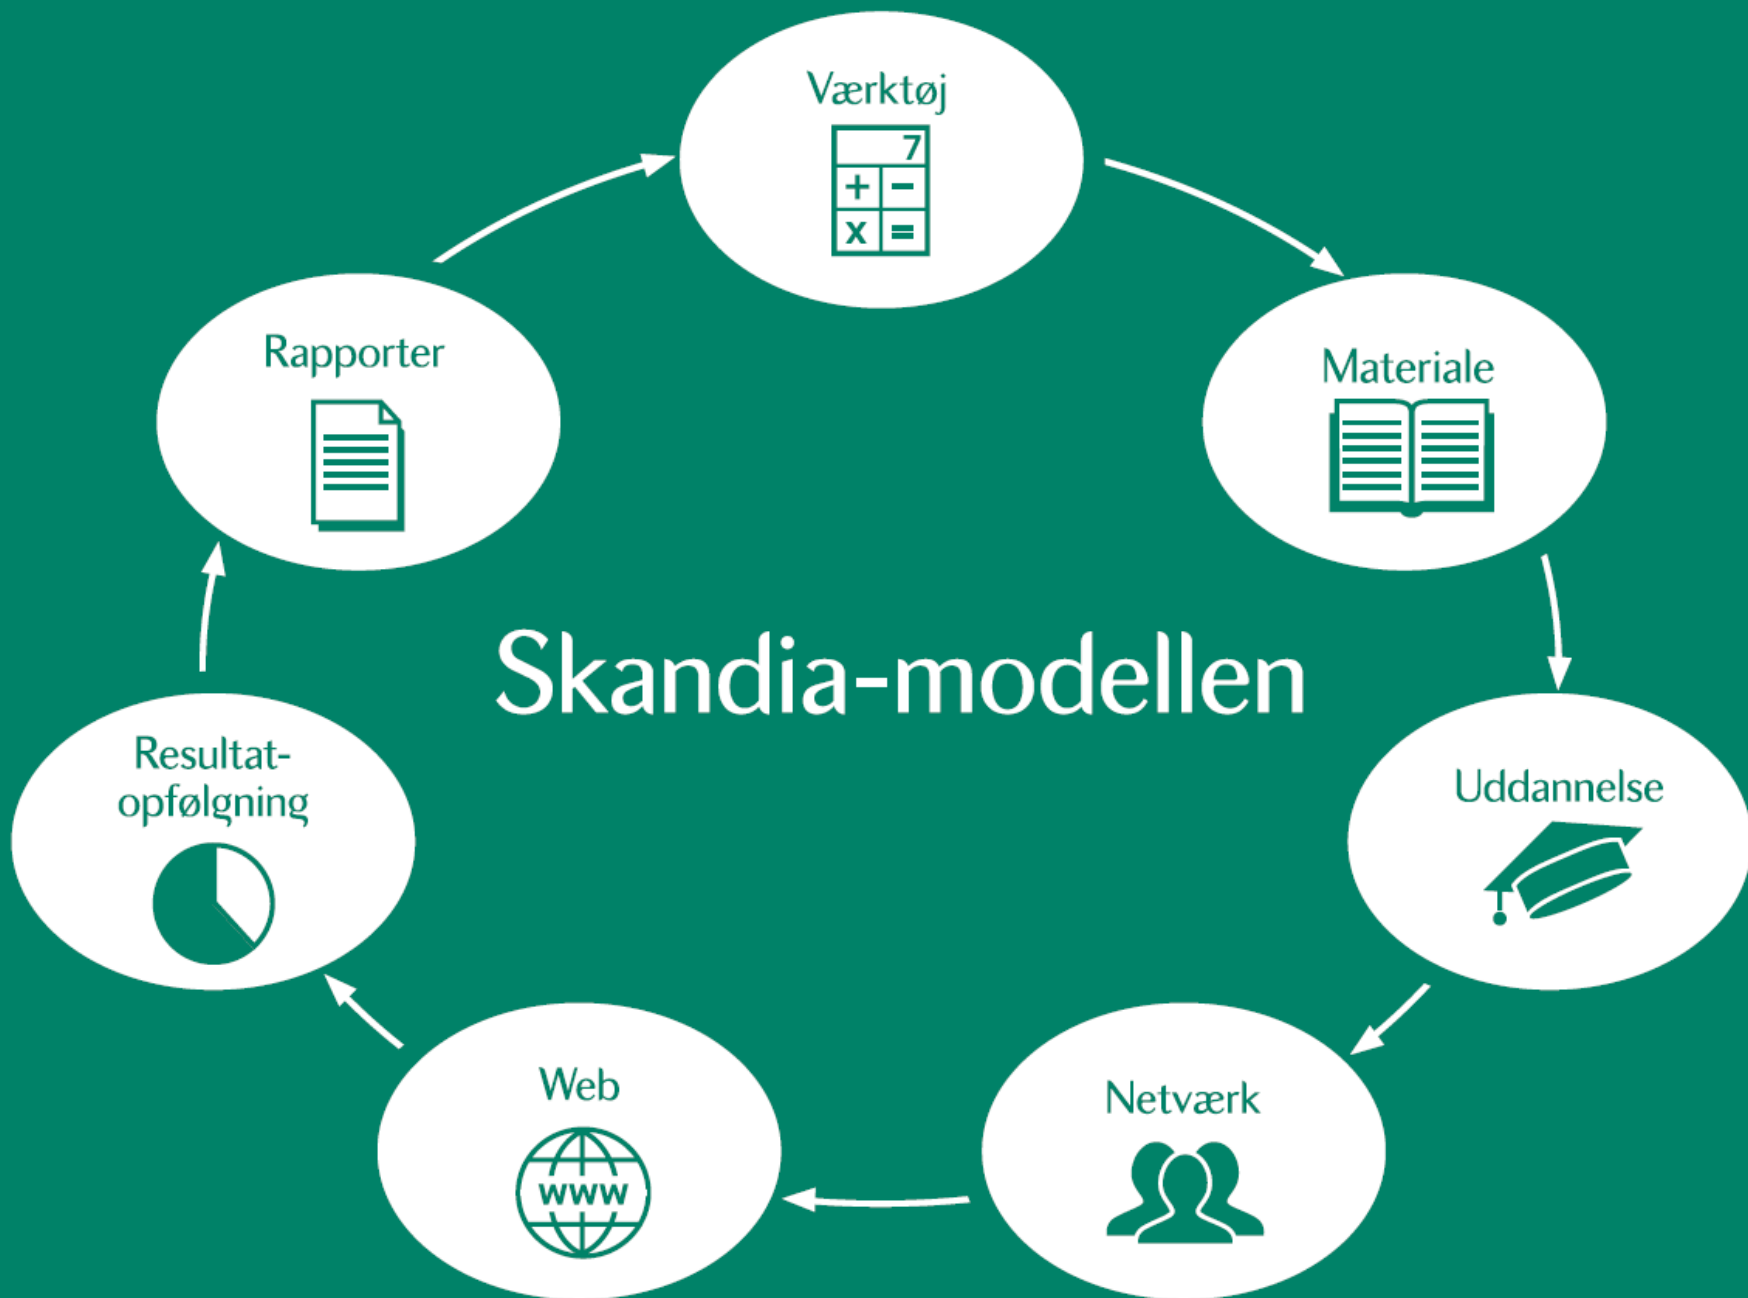 Værktøj
7
+ −
x =
Materiale
Uddannelse
Netværk
Web
www
Resultat-
opfølgning
Rapporter
Skandia-modellen